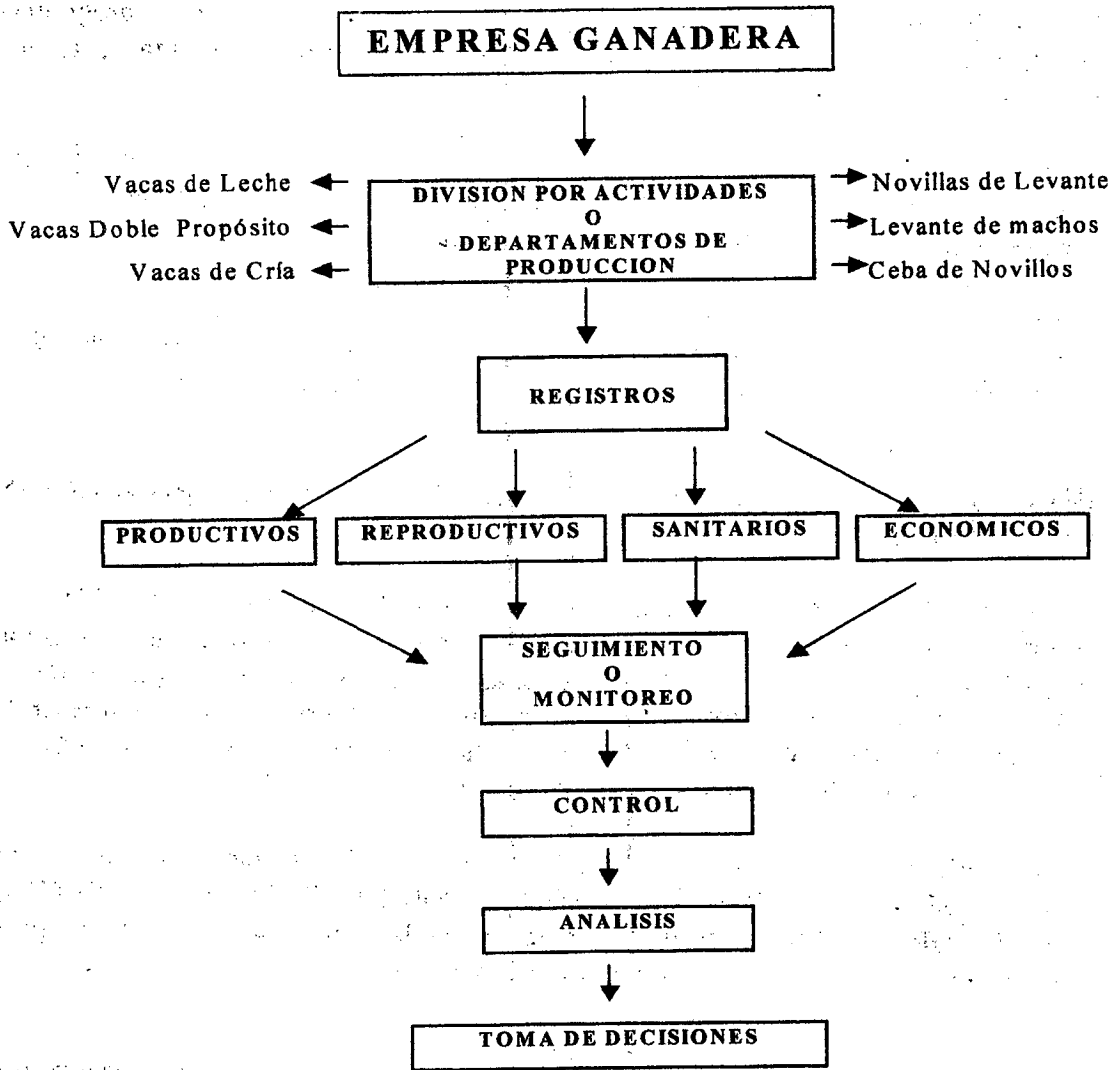 EMPRESA GANADERA
Vacas de Leche
Vacas Doble Propósito
Vacas de Cría
DIVISION POR ACTIVIDADES
O
DEPARTAMENTOS DE
PRODUCCION
Novillas de Levante
Levante de machos
Ceba de Novillos
REGISTROS
PRODUCTIVOS
REPRODUCTIVOS
SANITARIOS
ECONOMICOS
SEGUIMIENTO
O
MONITOREO
CONTROL
ANALISIS
TOMA DE DECISIONES